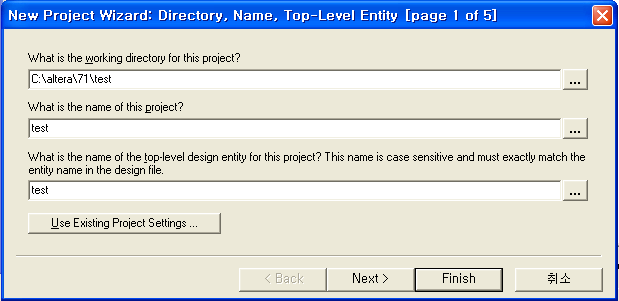 New Project Wizard: Directory, Name, Top-Level Entity [page 1 of 5]
What is the working directory for this project?
C:\altera\71\test
...
What is the name of this project?
test
...
What is the name of the top-level design entity for this project? This name is case sensitive and must exactly match the
entity name in the design file.
test
...
Use Existing Project Settings ...
< Back
Next >
Finish
취소